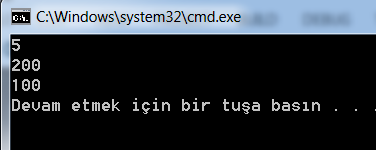 C:\Windows\system32\cmd.exe
5
200
100
Devam etmek için bir tuşa basın . . .